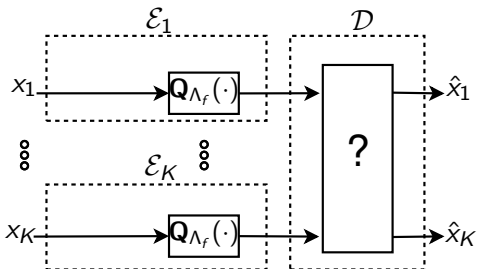 ℰ₁ 𝒟
x₁ Q_{Λ_f}(·) x̂₁
?
ℰ_K
x_K Q_{Λ_f}(·) x̂_K